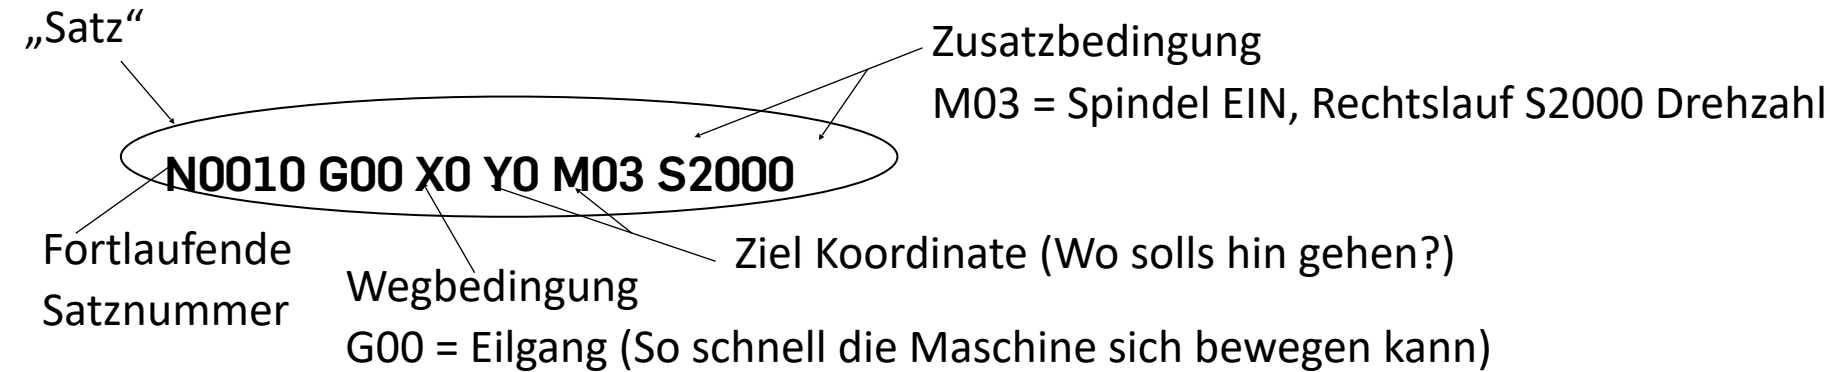 „Satz“
Zusatzbedingung
M03 = Spindel EIN, Rechtslauf S2000 Drehzahl
N0010 G00 X0 Y0 M03 S2000
Fortlaufende
Satznummer
Ziel Koordinate (Wo solls hin gehen?)
Wegbedingung
G00 = Eilgang (So schnell die Maschine sich bewegen kann)